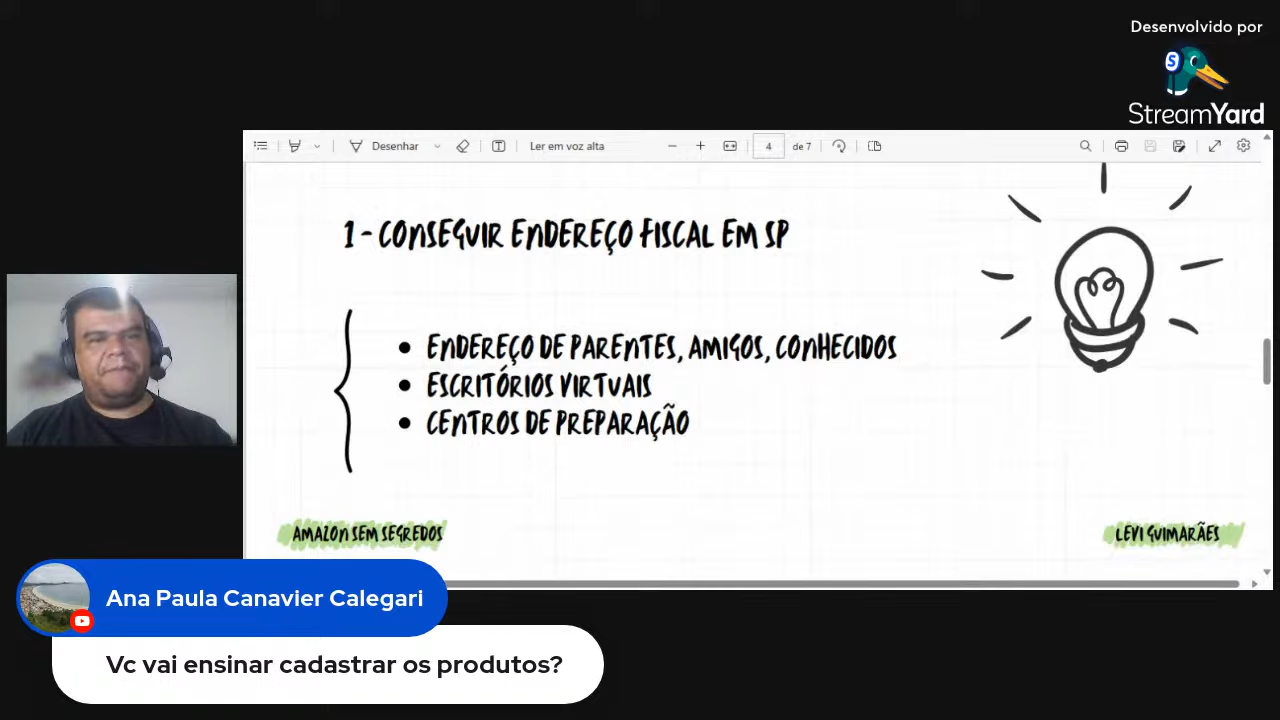 Desenvolvido por
StreamYard
Desenhar
Ler em voz alta
4 de 7
1 - CONSEGUIR ENDEREÇO FISCAL EM SP
• ENDEREÇO DE PARENTES, AMIGOS, CONHECIDOS
• ESCRITÓRIOS VIRTUAIS
• CENTROS DE PREPARAÇÃO
AMAZON SEM SEGREDOS
LEVI GUIMARÃES
Ana Paula Canavier Calegari
Vc vai ensinar cadastrar os produtos?